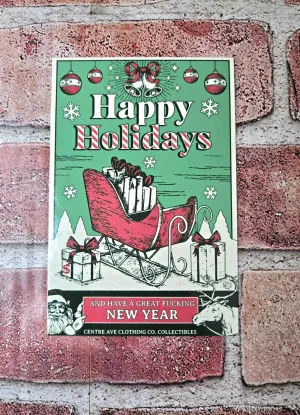 Happy
Holidays
AND HAVE A GREAT FUCKING
NEW YEAR
CENTRE AVE CLOTHING CO. COLLECTIBLES